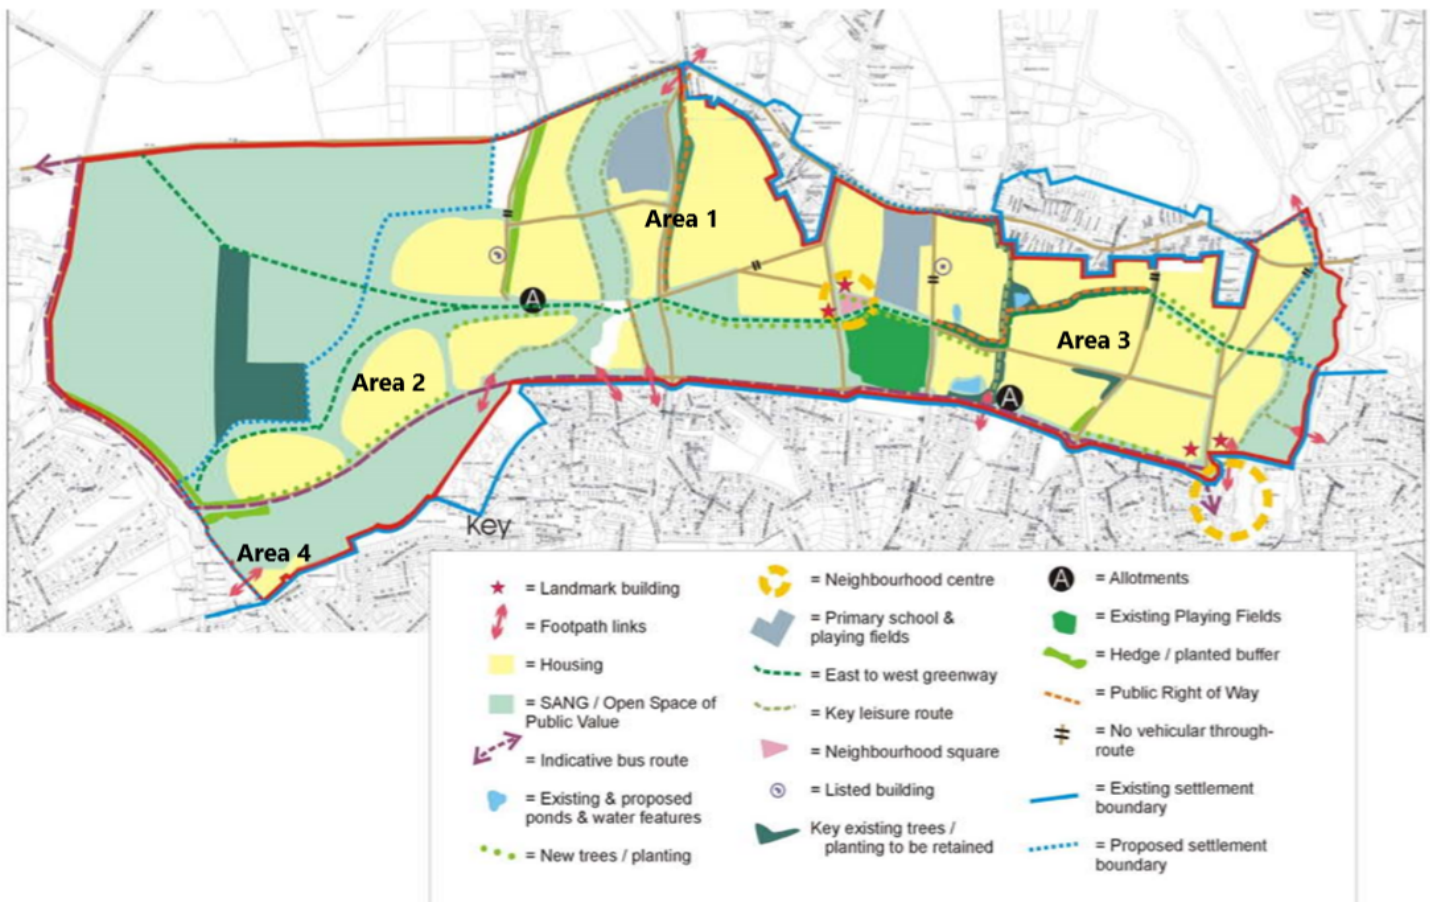 Area 1
A
Area 3
Area 2
A
Area 4
Key
= Landmark building
= Footpath links
= Housing
= SANG / Open Space of
Public Value
= Indicative bus route
= Existing & proposed
ponds & water features
= New trees / planting
= Neighbourhood centre
= Primary school &
playing fields
= East to west greenway
= Key leisure route
= Neighbourhood square
= Listed building
Key existing trees /
planting to be retained
A = Allotments
= Existing Playing Fields
= Hedge / planted buffer
= Public Right of Way
= No vehicular through-
route
= Existing settlement
boundary
= Proposed settlement
boundary